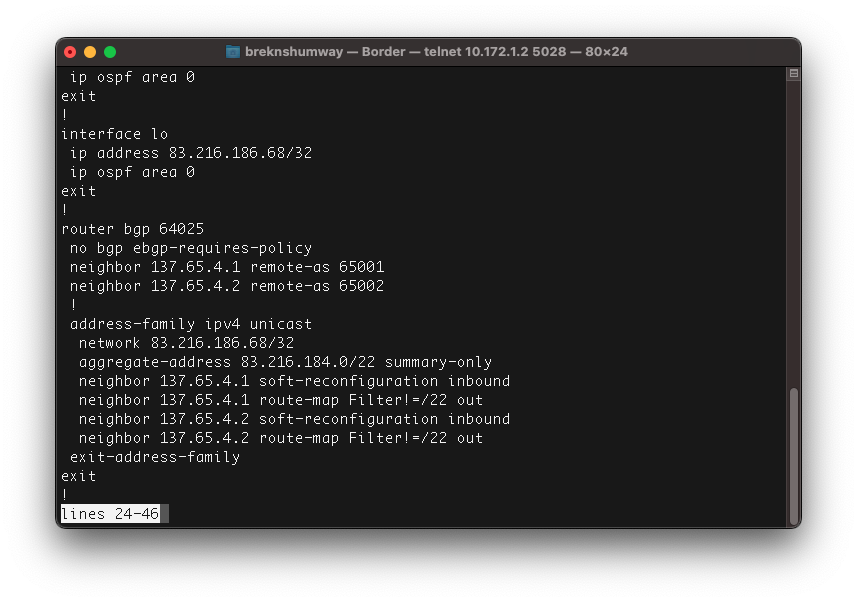 breknshumway — Border — telnet 10.172.1.2 5028 — 80×24
ip ospf area 0
exit
!
interface lo
ip address 83.216.186.68/32
ip ospf area 0
exit
!
router bgp 64025
no bgp ebgp-requires-policy
neighbor 137.65.4.1 remote-as 65001
neighbor 137.65.4.2 remote-as 65002
!
address-family ipv4 unicast
network 83.216.186.68/32
aggregate-address 83.216.184.0/22 summary-only
neighbor 137.65.4.1 soft-reconfiguration inbound
neighbor 137.65.4.1 route-map Filter!=/22 out
neighbor 137.65.4.2 soft-reconfiguration inbound
neighbor 137.65.4.2 route-map Filter!=/22 out
exit-address-family
exit
!
lines 24-46